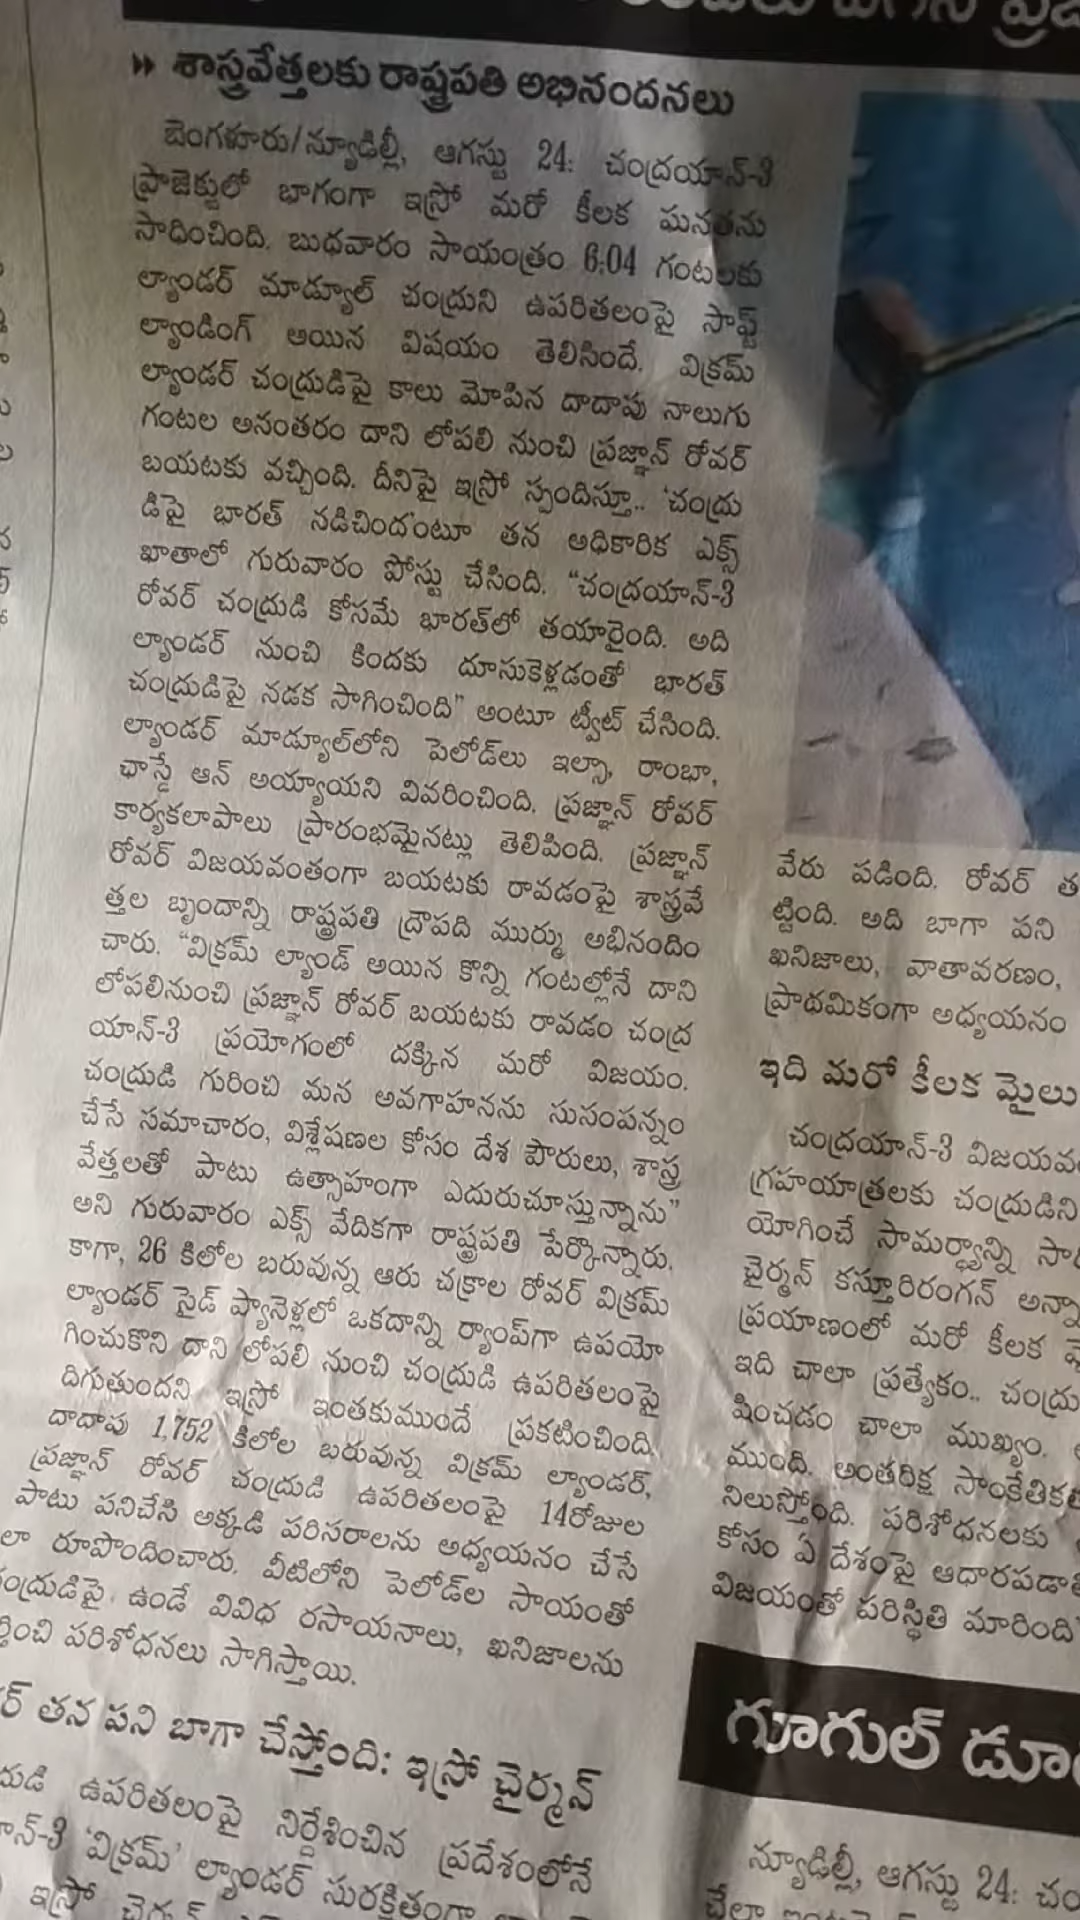 » శాస్త్రవేత్తలకు రాష్ట్రపతి అభినందనలు
బెంగళూరు/న్యూఢిల్లీ, ఆగస్టు 24: చంద్రయాన్-3
ప్రాజెక్టులో భాగంగా ఇస్రో మరో కీలక ఘనతను
సాధించింది. బుధవారం సాయంత్రం 6.04 గంటలకు
ల్యాండర్ మాడ్యూల్ చంద్రుని ఉపరితలంపై సాఫ్ట్
ల్యాండింగ్ అయిన విషయం తెలిసిందే. విక్రమ్
ల్యాండర్ చంద్రుడిపై కాలు మోపిన దాదాపు నాలుగు
గంటల అనంతరం దాని లోపలి నుంచి ప్రజ్ఞాన్ రోవర్
బయటకు వచ్చింది. దీనిపై ఇస్రో స్పందిస్తూ.. 'చంద్రు
డిపై భారత్ నడిచింద'ంటూ తన అధికారిక ఎక్స్
ఖాతాలో గురువారం పోస్టు చేసింది. "చంద్రయాన్-3
రోవర్ చంద్రుడి కోసమే భారత్‌లో తయారైంది. అది
ల్యాండర్ నుంచి కిందకు దూసుకెళ్లడంతో భారత్
చంద్రుడిపై నడక సాగించింది" అంటూ ట్వీట్ చేసింది.
ల్యాండర్ మాడ్యూల్‌లోని పెలోడ్‌లు ఇల్సా, రాంభా,
ఛాస్టే ఆన్ అయ్యాయని వివరించింది. ప్రజ్ఞాన్ రోవర్
కార్యకలాపాలు ప్రారంభమైనట్లు తెలిపింది. ప్రజ్ఞాన్
రోవర్ విజయవంతంగా బయటకు రావడంపై శాస్త్రవే
త్తల బృందాన్ని రాష్ట్రపతి ద్రౌపది ముర్ము అభినందిం
చారు. "విక్రమ్ ల్యాండ్ అయిన కొన్ని గంటల్లోనే దాని
లోపలినుంచి ప్రజ్ఞాన్ రోవర్ బయటకు రావడం చంద్ర
యాన్-3 ప్రయోగంలో దక్కిన మరో విజయం.
చంద్రుడి గురించి మన అవగాహనను సుసంపన్నం
చేసే సమాచారం, విశ్లేషణల కోసం దేశ పౌరులు, శాస్త్ర
వేత్తలతో పాటు ఉత్సాహంగా ఎదురుచూస్తున్నాను"
అని గురువారం ఎక్స్ వేదికగా రాష్ట్రపతి పేర్కొన్నారు.
కాగా, 26 కిలోల బరువున్న ఆరు చక్రాల రోవర్ విక్రమ్
ల్యాండర్ సైడ్ ప్యానెళ్లలో ఒకదాన్ని ర్యాంప్‌గా ఉపయో
గించుకొని దాని లోపలి నుంచి చంద్రుడి ఉపరితలంపై
దిగుతుందని ఇస్రో ఇంతకుముందే ప్రకటించింది.
దాదాపు 1,752 కిలోల బరువున్న విక్రమ్ ల్యాండర్,
ప్రజ్ఞాన్ రోవర్ చంద్రుడి ఉపరితలంపై 14రోజుల
పాటు పనిచేసి అక్కడి పరిసరాలను అధ్యయనం చేసే
లా రూపొందించారు. వీటిలోని పెలోడ్‌ల సాయంతో
ంద్రుడిపై ఉండే వివిధ రసాయనాలు, ఖనిజాలను
ంచి పరిశోధనలు సాగిస్తాయి.
ర్ తన పని బాగా చేస్తోంది: ఇస్రో చైర్మన్
డి ఉపరితలంపై నిర్దేశించిన ప్రదేశంలోనే
న్-3 'విక్రమ్' ల్యాండర్ సురక్షితంగా
ఇస్రో
వేరు పడింది. రోవర్ త
ట్టింది. అది బాగా పని
ఖనిజాలు, వాతావరణం,
ప్రాథమికంగా అధ్యయనం
ఇది మరో కీలక మైలు
చంద్రయాన్-3 విజయవ
గ్రహయాత్రలకు చంద్రుడిని
యోగించే సామర్థ్యాన్ని సా
చైర్మన్ కస్తూరిరంగన్ అన్నా
ప్రయాణంలో మరో కీలక
ఇది చాలా ప్రత్యేకం.. చంద్రు
షించడం చాలా ముఖ్యం.
ముంది. అంతరిక్ష సాంకేతిక
నిలుస్తోంది. పరిశోధనలకు
కోసం ఏ దేశంపై ఆధారపడా
విజయంతో పరిస్థితి మారింది
గూగుల్ డూ
న్యూఢిల్లీ, ఆగస్టు 24: చం